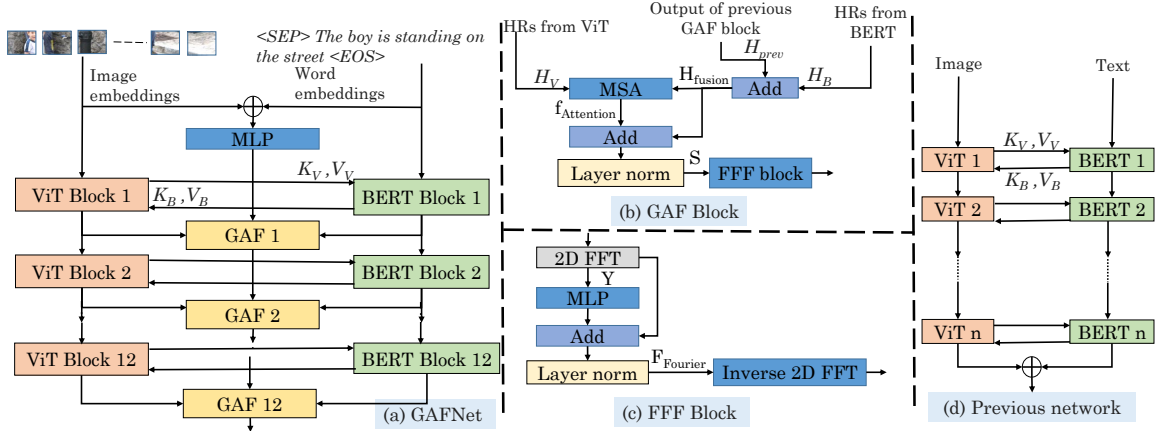 <SEP> The boy is standing on
the street <EOS>
Image
embeddings
Word
embeddings
MLP
ViT Block 1
K_V , V_V
K_B , V_B
BERT Block 1
GAF 1
ViT Block 2
BERT Block 2
GAF 2
ViT Block 12
BERT Block 12
GAF 12
(a) GAFNet
HRs from ViT
Output of previous
GAF block
HRs from
BERT
H_prev
H_V
MSA
H_fusion
Add
H_B
f_Attention
Add
Layer norm
S
FFF block
(b) GAF Block
2D FFT
Y
MLP
Add
Layer norm
F_Fourier
Inverse 2D FFT
(c) FFF Block
Image
Text
ViT 1
K_V , V_V
K_B , V_B
BERT 1
ViT 2
BERT 2
ViT n
BERT n
(d) Previous network